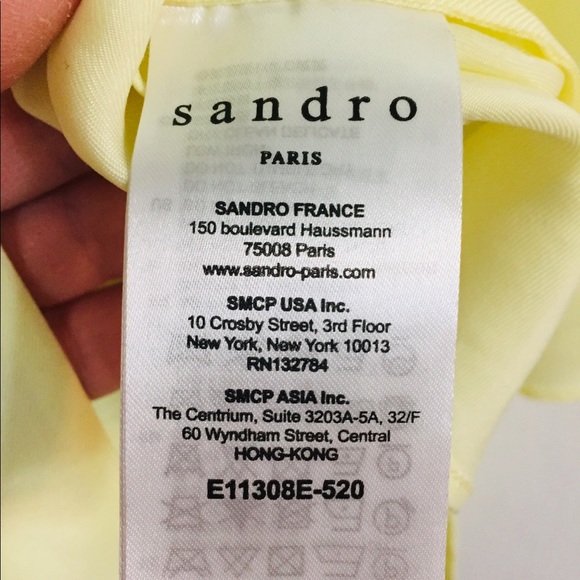 sandro
PARIS
SANDRO FRANCE
150 boulevard Haussmann
75008 Paris
www.sandro-paris.com
SMCP USA Inc.
10 Crosby Street, 3rd Floor
New York, New York 10013
RN132784
SMCP ASIA Inc.
The Centrium, Suite 3203A-5A, 32/F
60 Wyndham Street, Central
HONG-KONG
E11308E-520